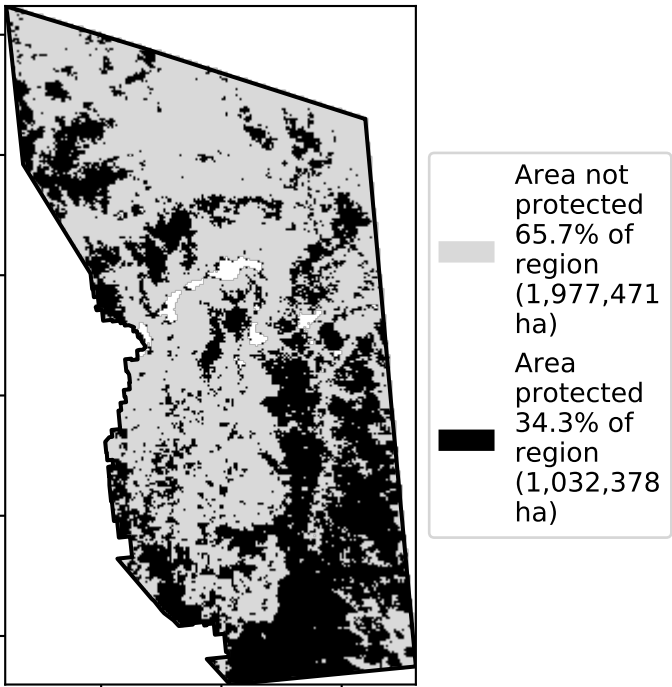 Area not
protected
65.7% of
region
(1,977,471
ha)
Area
protected
34.3% of
region
(1,032,378
ha)